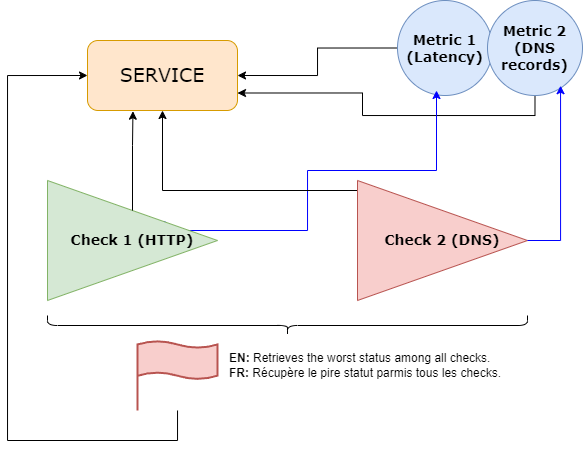 Metric 1
(Latency)
Metric 2
(DNS
records)
SERVICE
Check 1 (HTTP)
Check 2 (DNS)
EN: Retrieves the worst status among all checks.
FR: Récupère le pire statut parmis tous les checks.